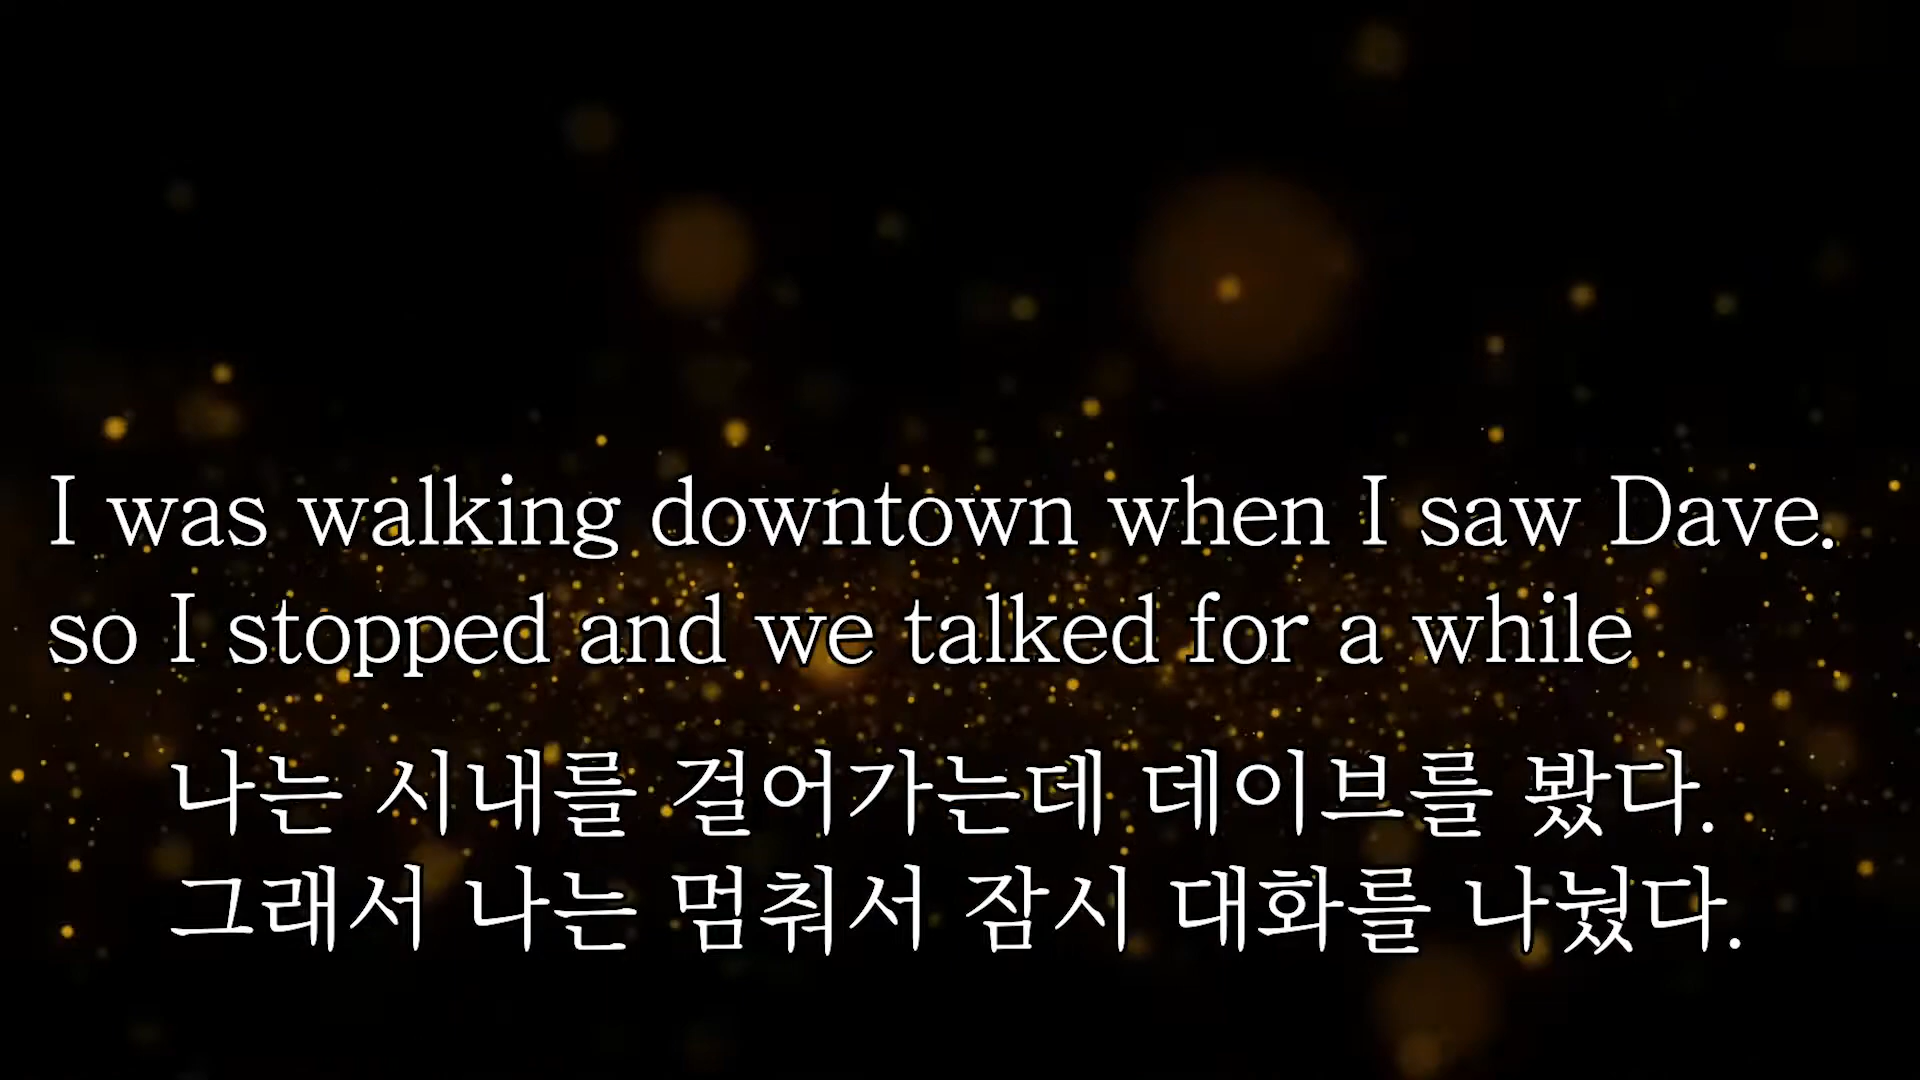 I was walking downtown when I saw Dave.
so I stopped and we talked for a while
나는 시내를 걸어가는데 데이브를 봤다.
그래서 나는 멈춰서 잠시 대화를 나눴다.